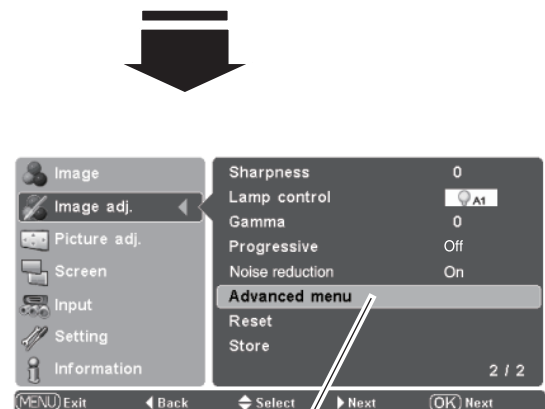 Image
Image adj.
Picture adj.
Screen
Input
Setting
Information
Sharpness 0
Lamp control A1
Gamma 0
Progressive Off
Noise reduction On
Advanced menu
Reset
Store
2 / 2
MENU Exit Back Select Next OK Next